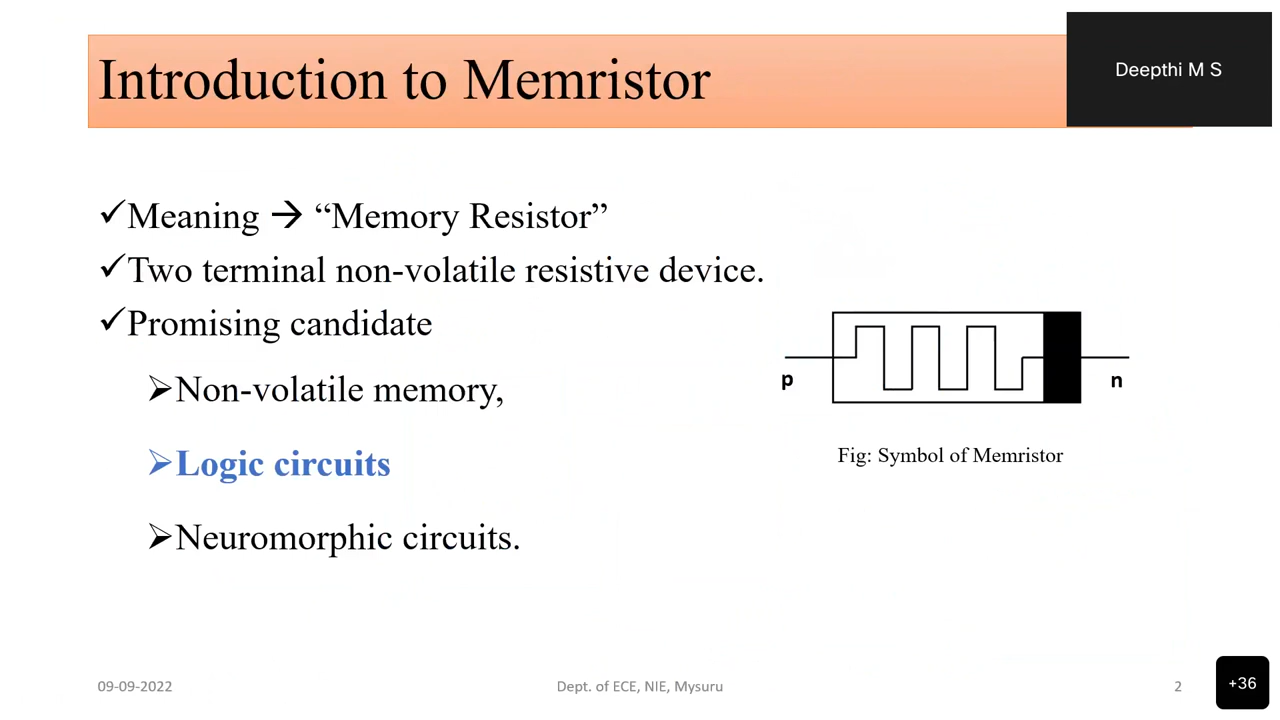 Introduction to Memristor
Deepthi M S
✓Meaning → “Memory Resistor”
✓Two terminal non-volatile resistive device.
✓Promising candidate
➢Non-volatile memory,
➢Logic circuits
➢Neuromorphic circuits.
p
n
Fig: Symbol of Memristor
09-09-2022
Dept. of ECE, NIE, Mysuru
2
+36